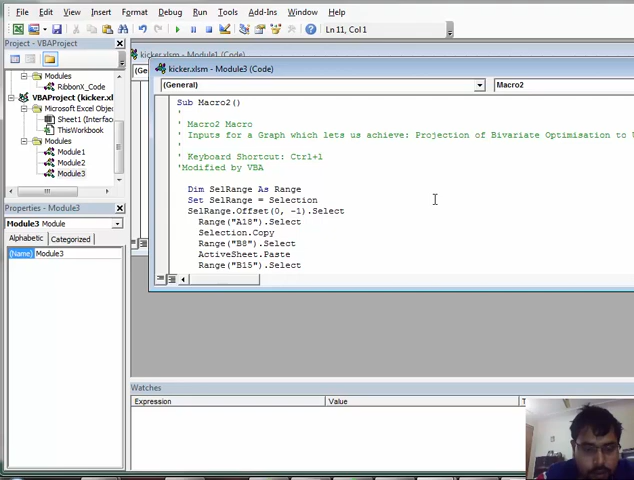 File Edit View Insert Format Debug Run Tools Add-Ins Window Help
Ln 11, Col 1
Project - VBAProject
kicker.xlsm - Module1 (Code)
(Ge
Modules
RibbonX_Code
VBAProject (kicker.xl
Microsoft Excel Objec
Sheet1 (Interfac
ThisWorkbook
Modules
Module1
Module2
Module3
kicker.xlsm - Module3 (Code)
(General)
Macro2
Sub Macro2()
'
' Macro2 Macro
' Inputs for a Graph which lets us achieve: Projection of Bivariate Optimisation to U
'
' Keyboard Shortcut: Ctrl+l
'Modified by VBA
Dim SelRange As Range
Set SelRange = Selection
SelRange.Offset(0, -1).Select
Range("A18").Select
Selection.Copy
Range("B8").Select
ActiveSheet.Paste
Range("B15").Select
Properties - Module3
Module3 Module
Alphabetic Categorized
(Name) Module3
Watches
Expression Value T